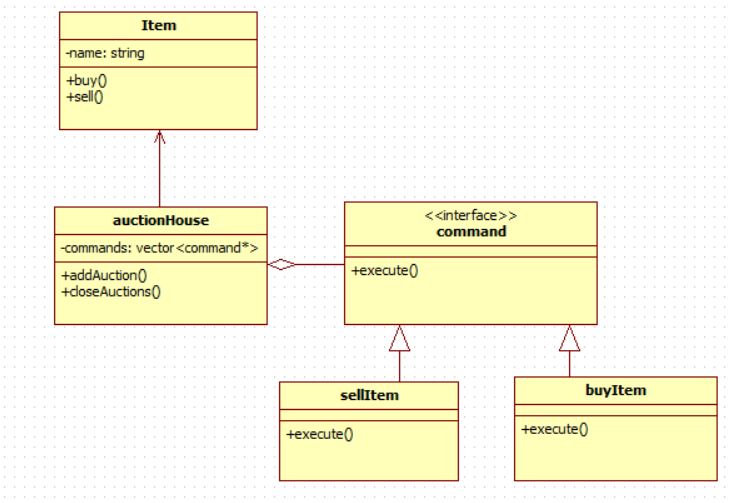 Item
-name: string
+buy()
+sell()
auctionHouse
-commands: vector<command*>
+addAuction()
+closeAuctions()
<<interface>>
command
+execute()
sellItem
+execute()
buyItem
+execute()